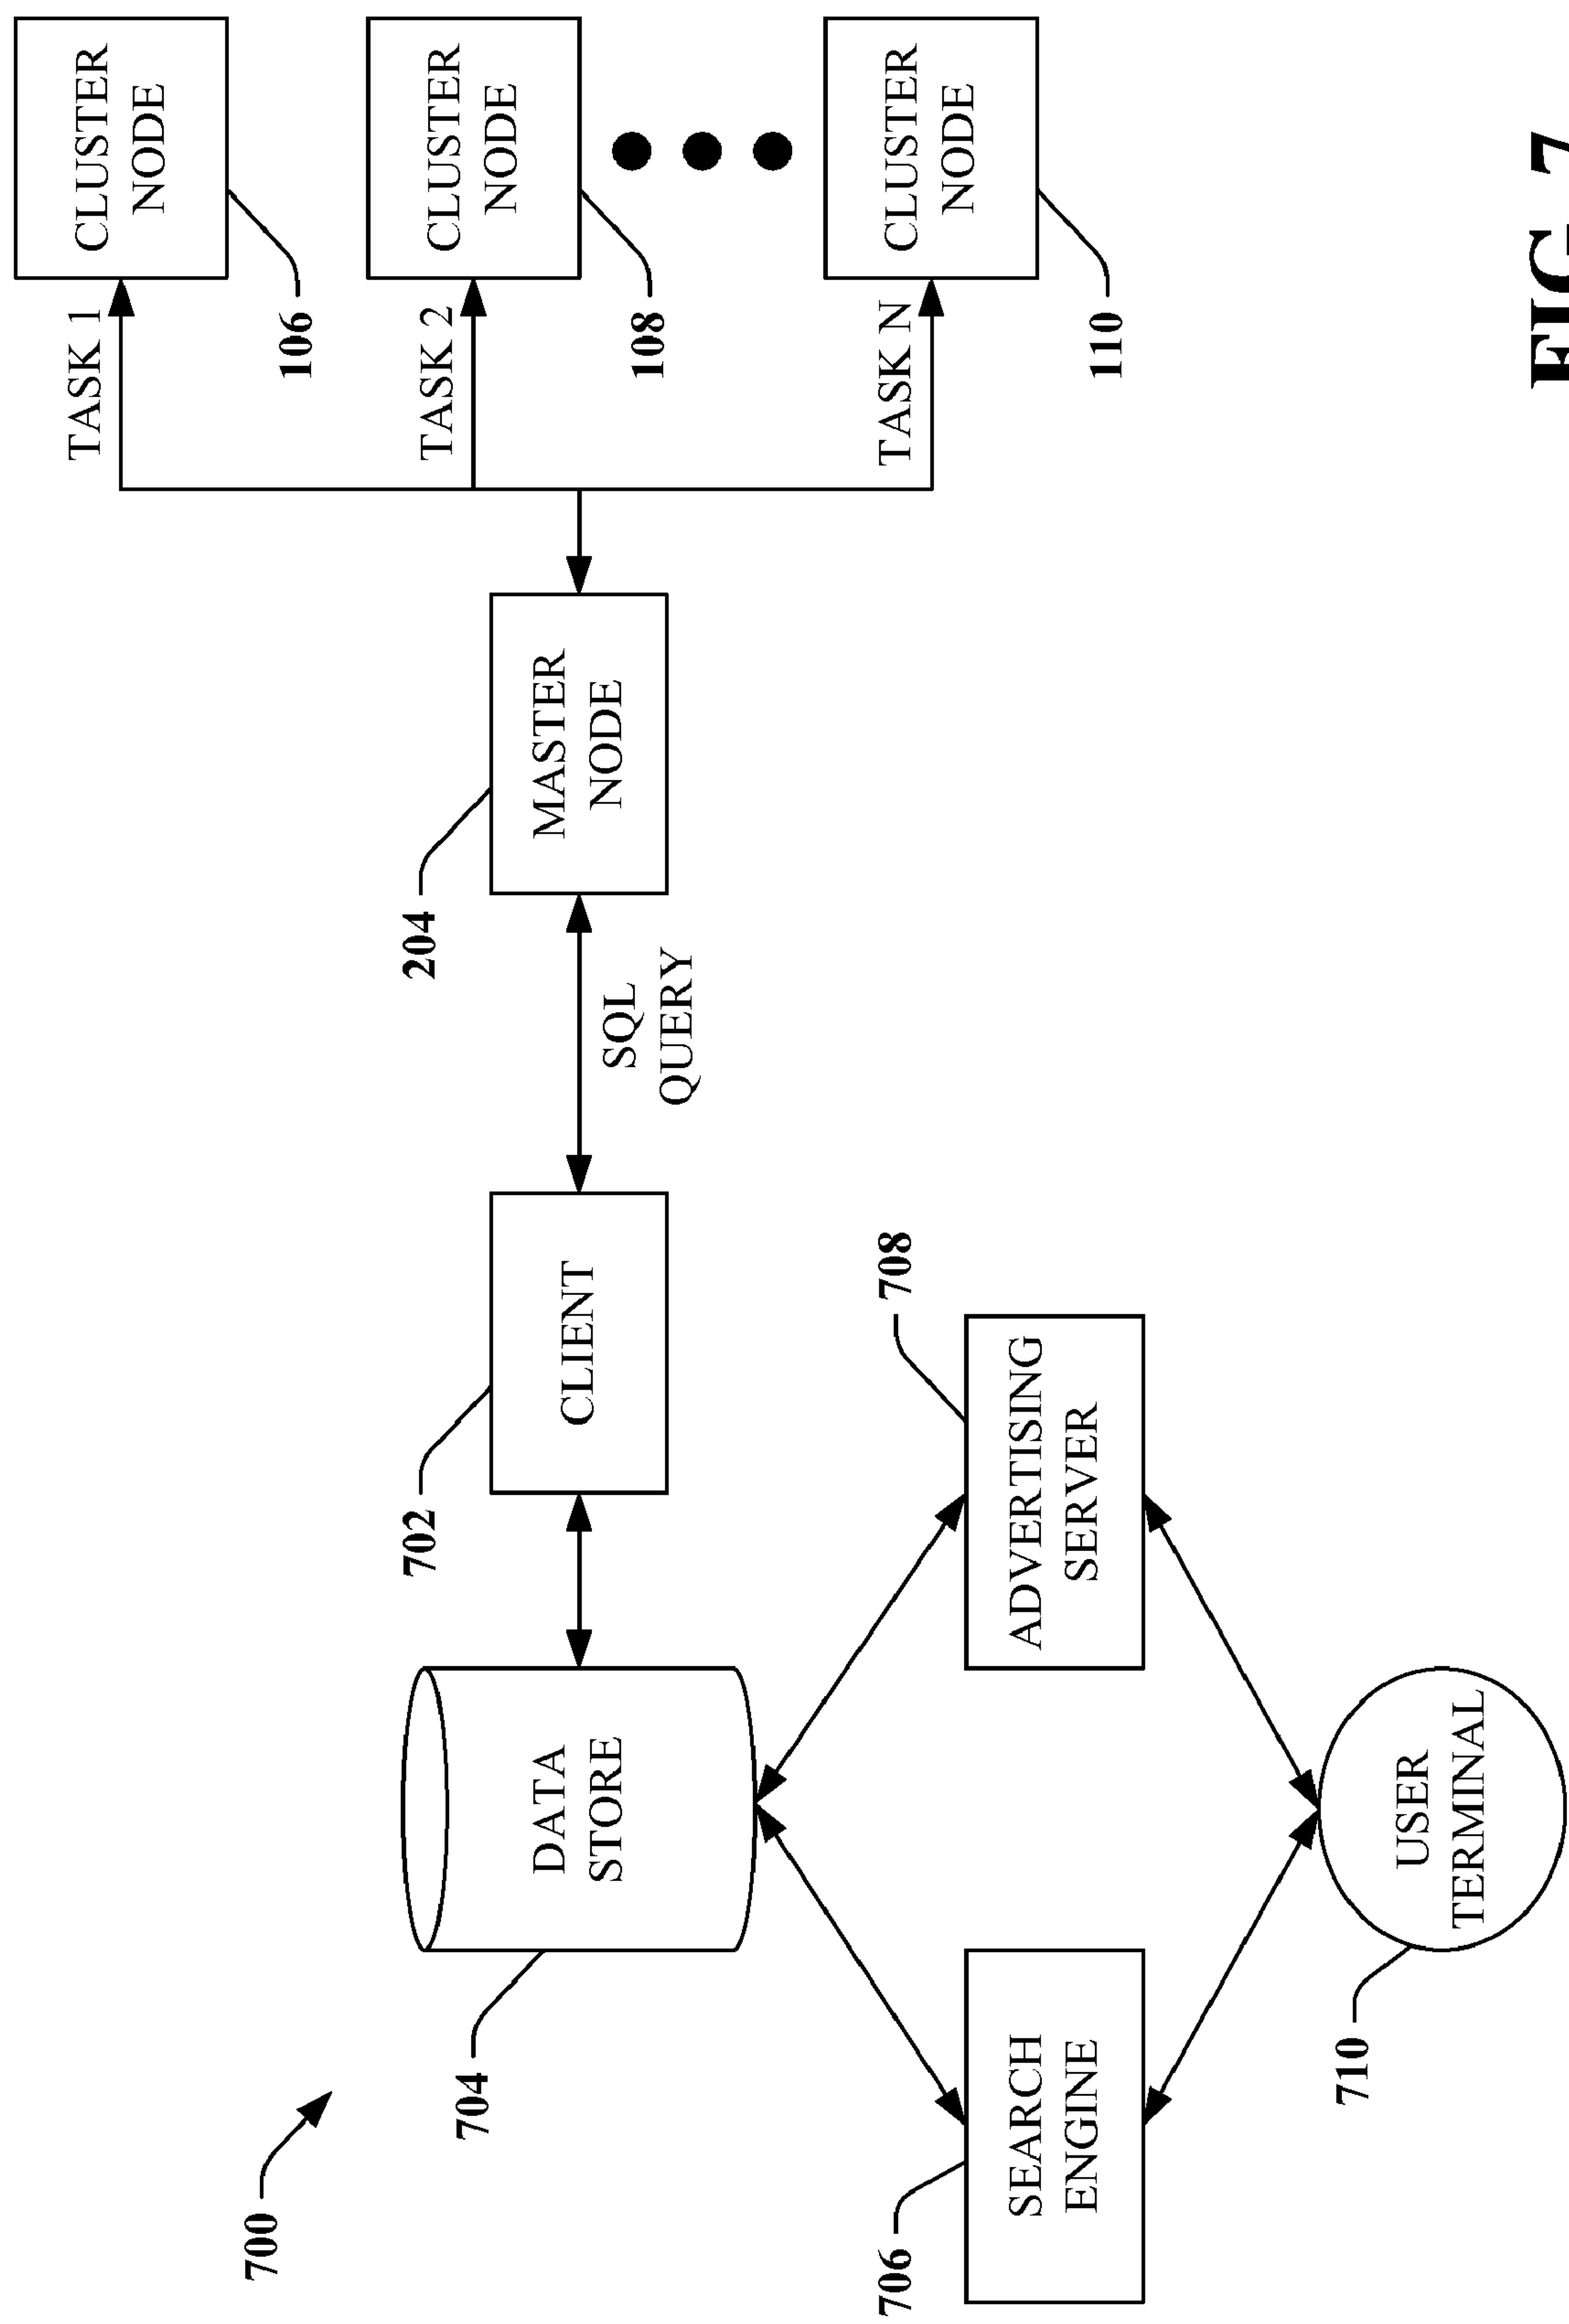 700
704
DATA
STORE
702
CLIENT
SQL
QUERY
204
MASTER
NODE
TASK 1
CLUSTER
NODE
106
TASK 2
CLUSTER
NODE
108
TASK N
CLUSTER
NODE
110
706
SEARCH
ENGINE
708
ADVERTISING
SERVER
710
USER
TERMINAL
FIG. 7